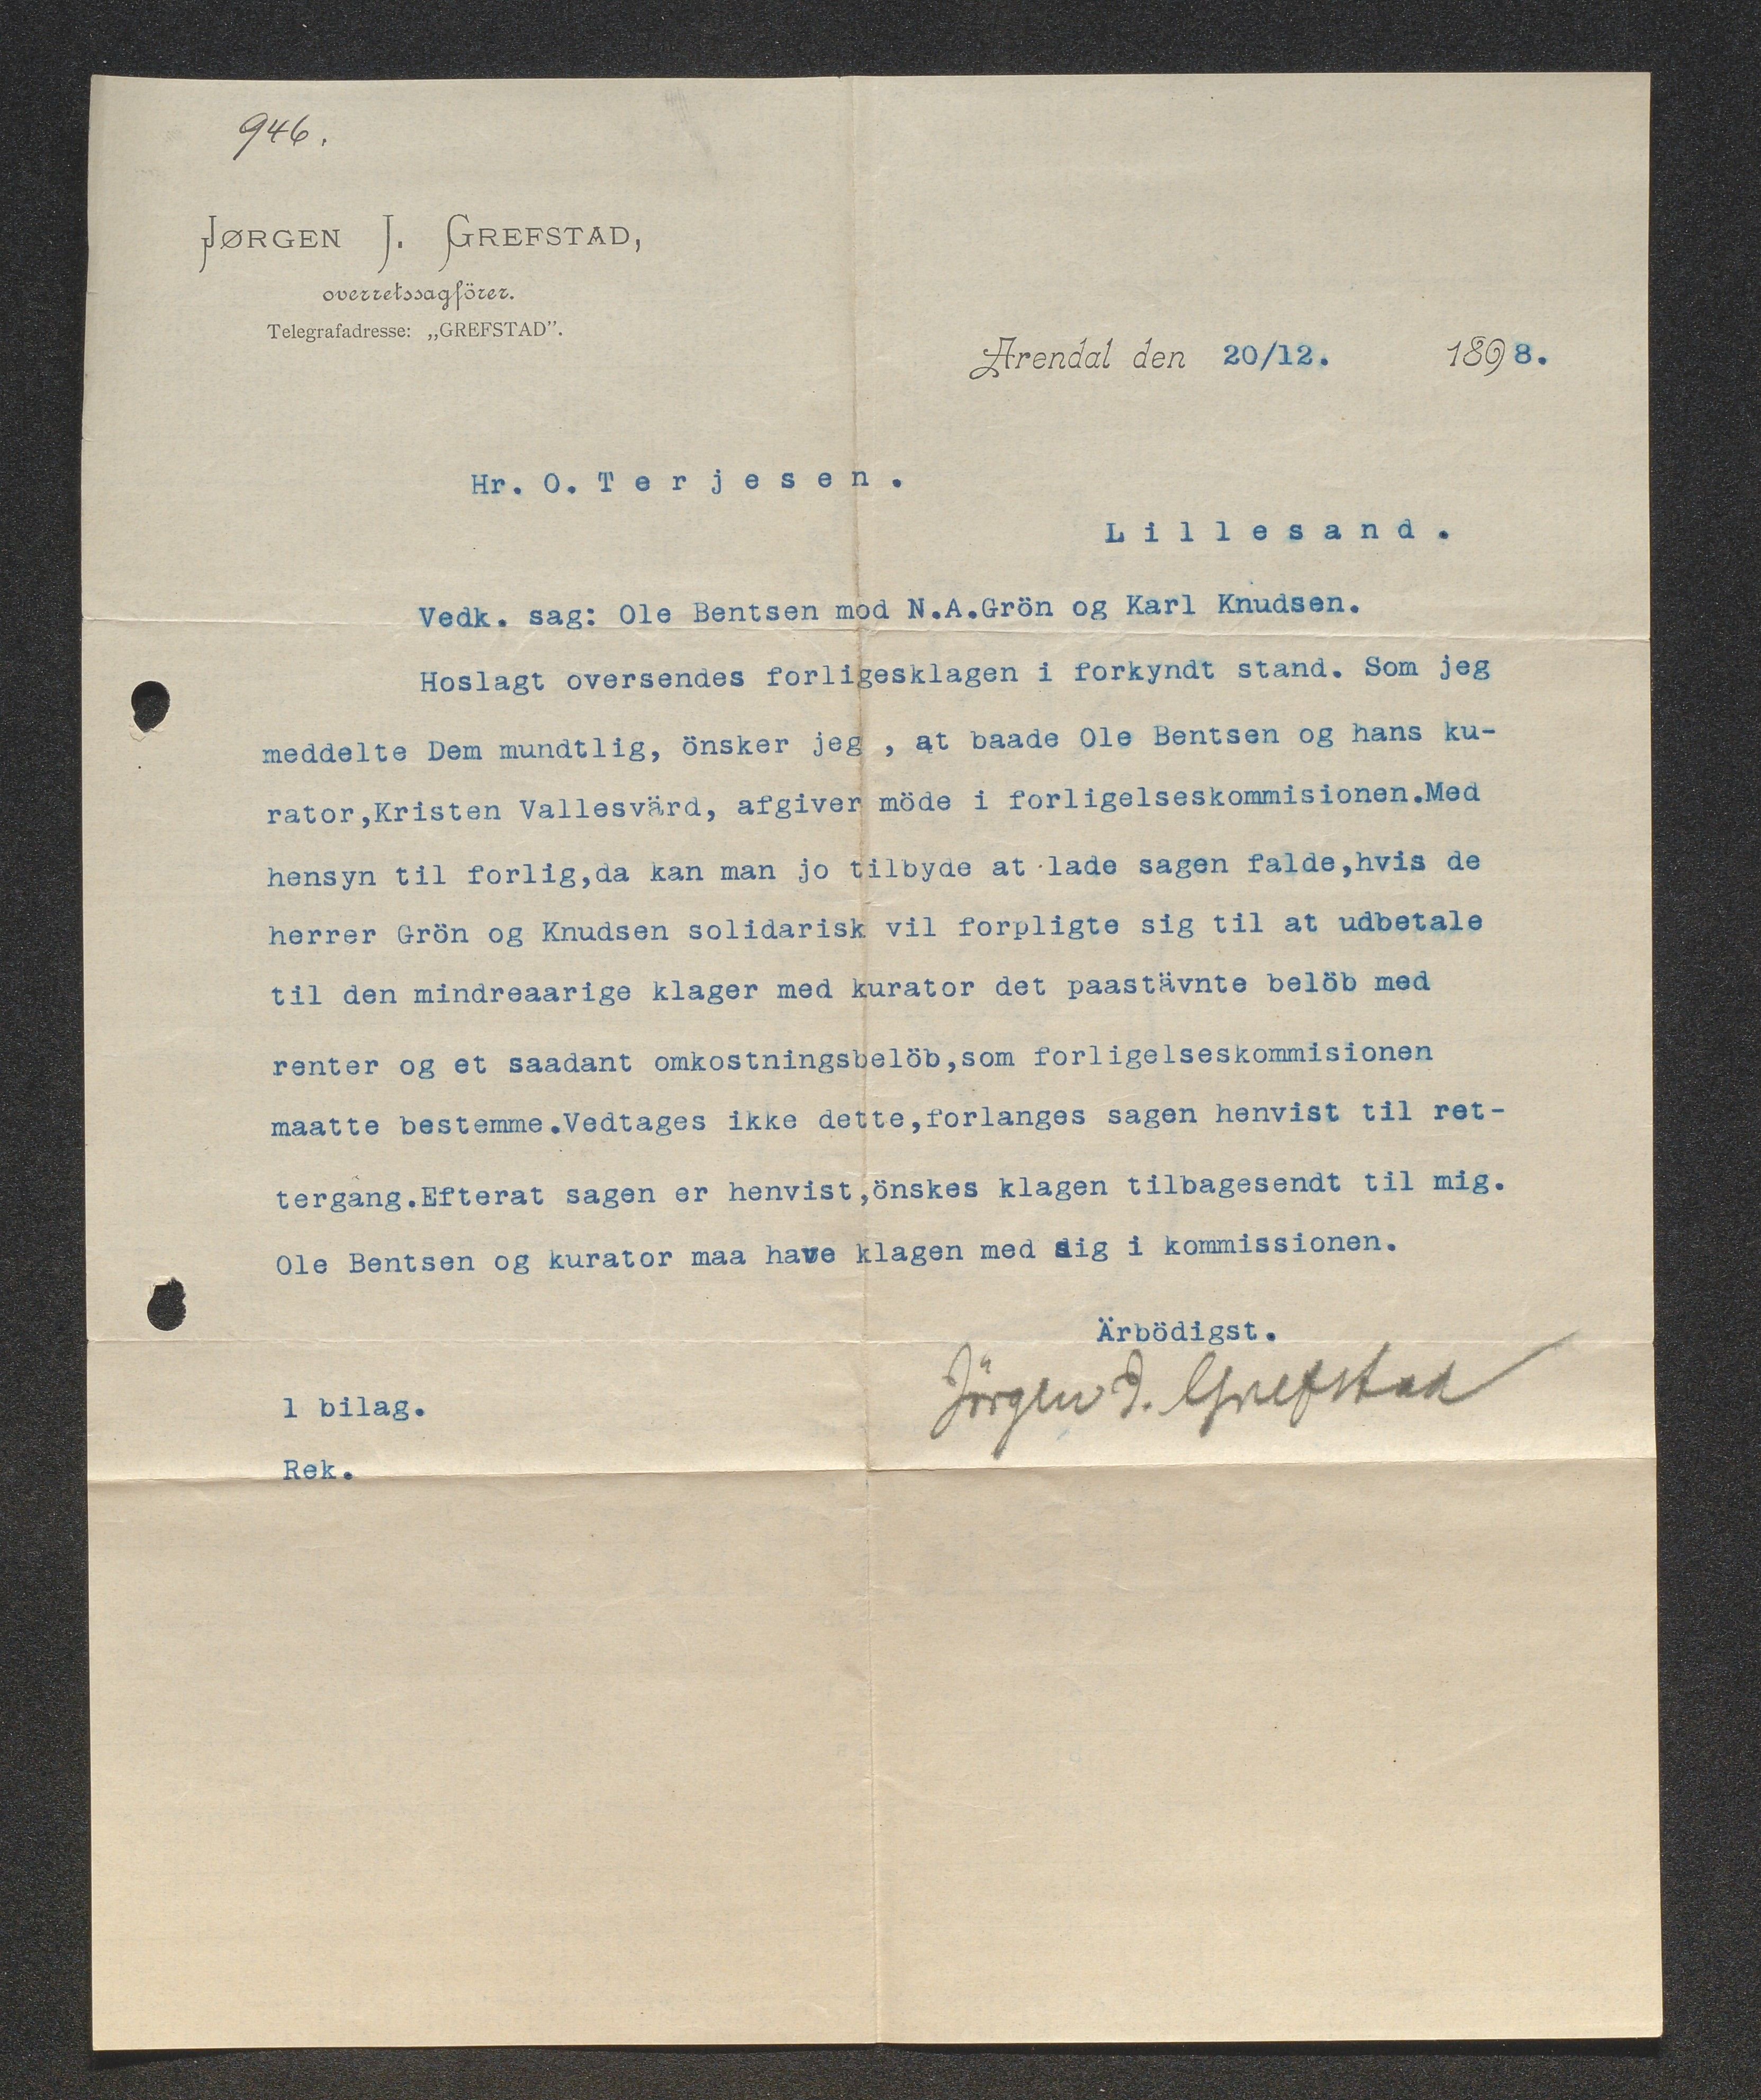 946.
JØRGEN J. GREFSTAD,
overretssagförer.
Telegrafadresse: „GREFSTAD”.
Arendal den 20/12. 1898.
Hr. O. Terjesen.
Lillesand.
Vedk. sag: Ole Bentsen mod N.A.Grön og Karl Knudsen.
Hoslagt oversendes forligesklagen i forkyndt stand. Som jeg
meddelte Dem mundtlig, önsker jeg , at baade Ole Bentsen og hans ku-
rator,Kristen Vallesvärd, afgiver möde i forligelseskommisionen.Med
hensyn til forlig,da kan man jo tilbyde at lade sagen falde,hvis de
herrer Grön og Knudsen solidarisk vil forpligte sig til at udbetale
til den mindreaarige klager med kurator det paastävnte belöb med
renter og et saadant omkostningsbelöb,som forligelseskommisionen
maatte bestemme.Vedtages ikke dette,forlanges sagen henvist til ret-
tergang.Efterat sagen er henvist,önskes klagen tilbagesendt til mig.
Ole Bentsen og kurator maa have klagen med sig i kommissionen.
Ärbödigst.
Jörgen J. Grefstad
1 bilag.
Rek.